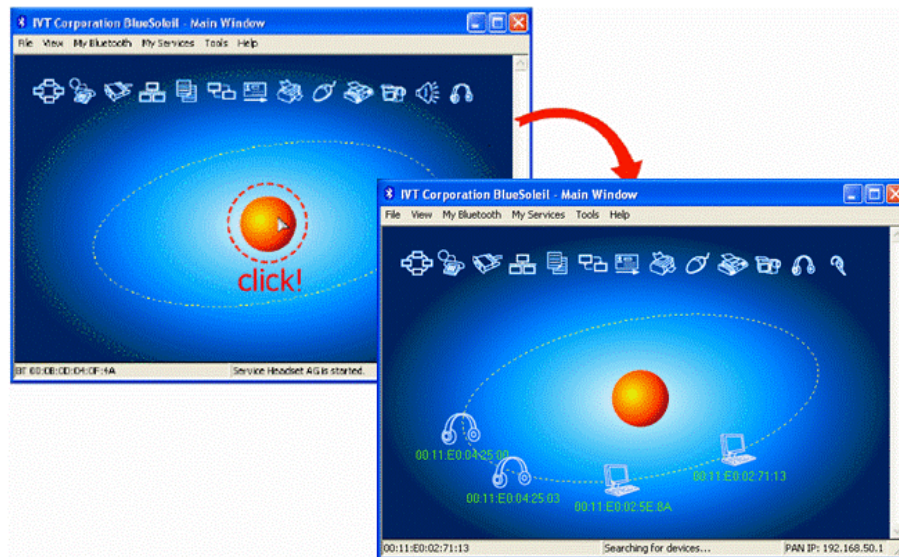 IVT Corporation BlueSoleil - Main Window
File View My Bluetooth My Services Tools Help
click!
BT 00:0B:0D:04:0F:4A
Service Headset AG is started.
IVT Corporation BlueSoleil - Main Window
File View My Bluetooth My Services Tools Help
00:11:E0:04:25:00
00:11:E0:04:25:03
00:11:E0:02:5E:8A
00:11:E0:02:71:13
00:11:E0:02:71:13
Searching for devices...
PAN IP: 192.168.50.1